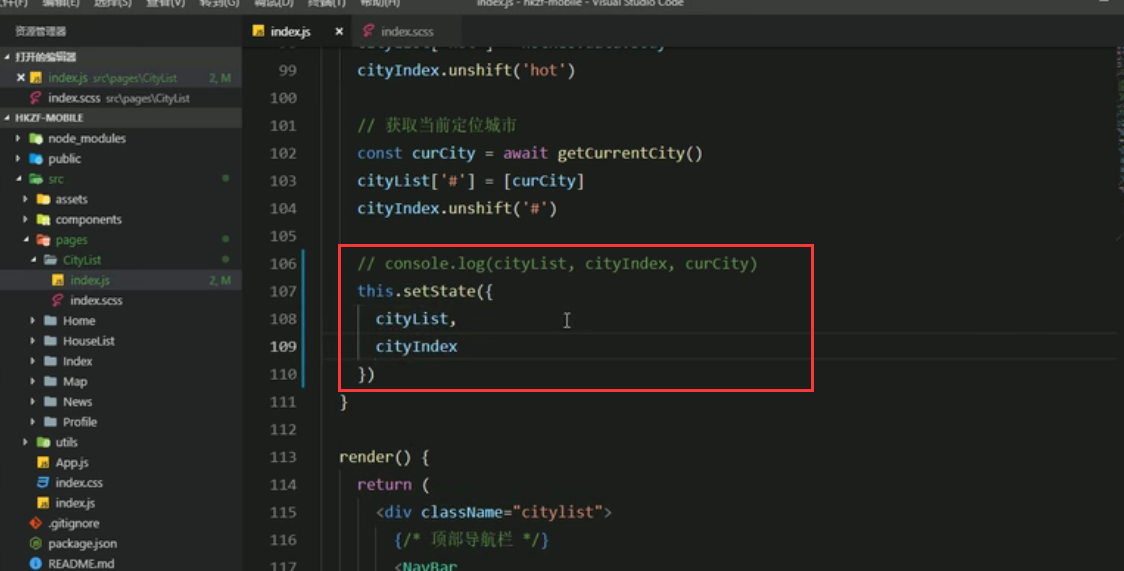 文件(F) 编辑(E) 选择(S) 查看(V) 转到(G) 调试(D) 终端(T) 帮助(H) index.js - hkzf-mobile - Visual Studio Code
资源管理器
打开的编辑器
index.js src\pages\CityList 2, M
index.scss src\pages\CityList
HKZF-MOBILE
node_modules
public
src
assets
components
pages
CityList
index.js 2, M
index.scss
Home
HouseList
Index
Map
News
Profile
utils
App.js
index.css
index.js
.gitignore
package.json
README.md
index.js × index.scss
99 cityIndex.unshift('hot')
100
101 // 获取当前定位城市
102 const curCity = await getCurrentCity()
103 cityList['#'] = [curCity]
104 cityIndex.unshift('#')
105
106 // console.log(cityList, cityIndex, curCity)
107 this.setState({
108 cityList,
109 cityIndex
110 })
111 }
112
113 render() {
114 return (
115 <div className="citylist">
116 {/* 顶部导航栏 */}
117 <NavBar